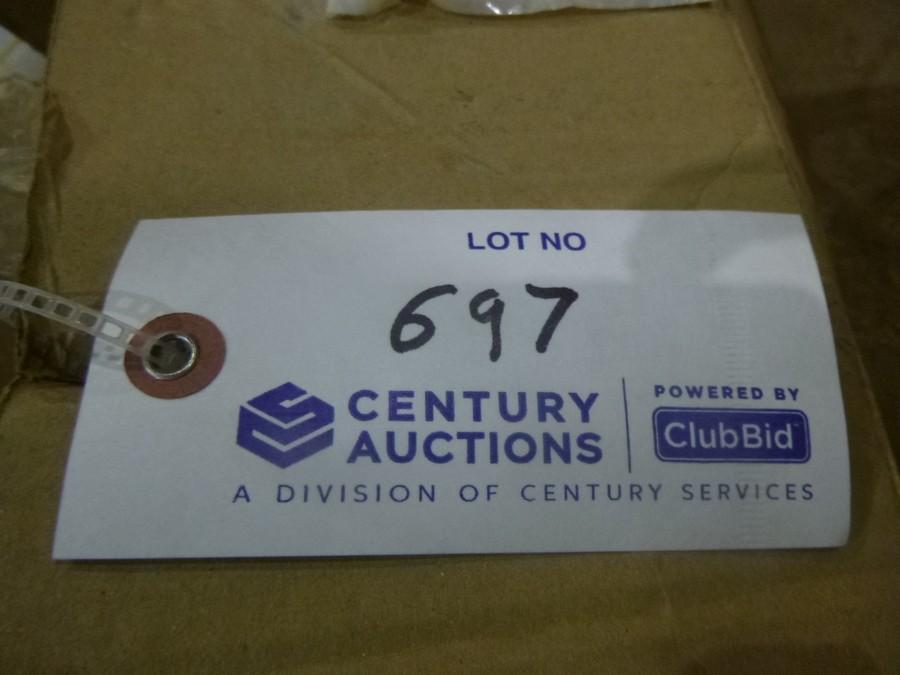 LOT NO
697
CENTURY AUCTIONS
POWERED BY
ClubBid
A DIVISION OF CENTURY SERVICES